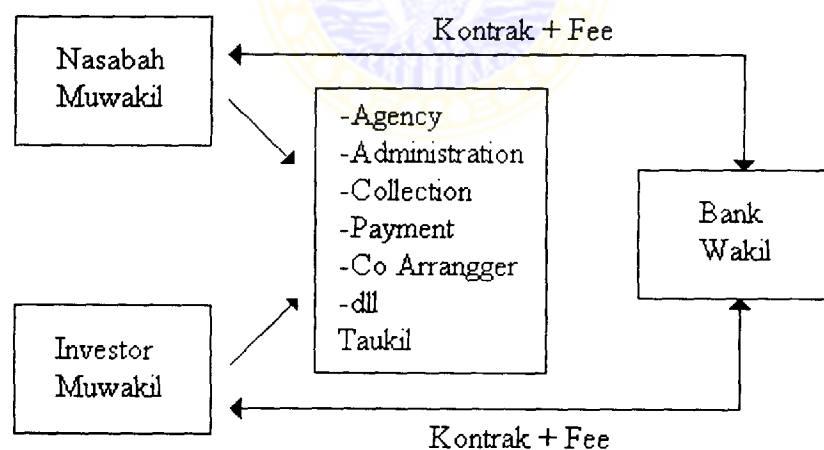 Kontrak + Fee
Nasabah
Muwakil
-Agency
-Administration
-Collection
-Payment
-Co Arrangger
-dll
Taukil
Bank
Wakil
Investor
Muwakil
Kontrak + Fee